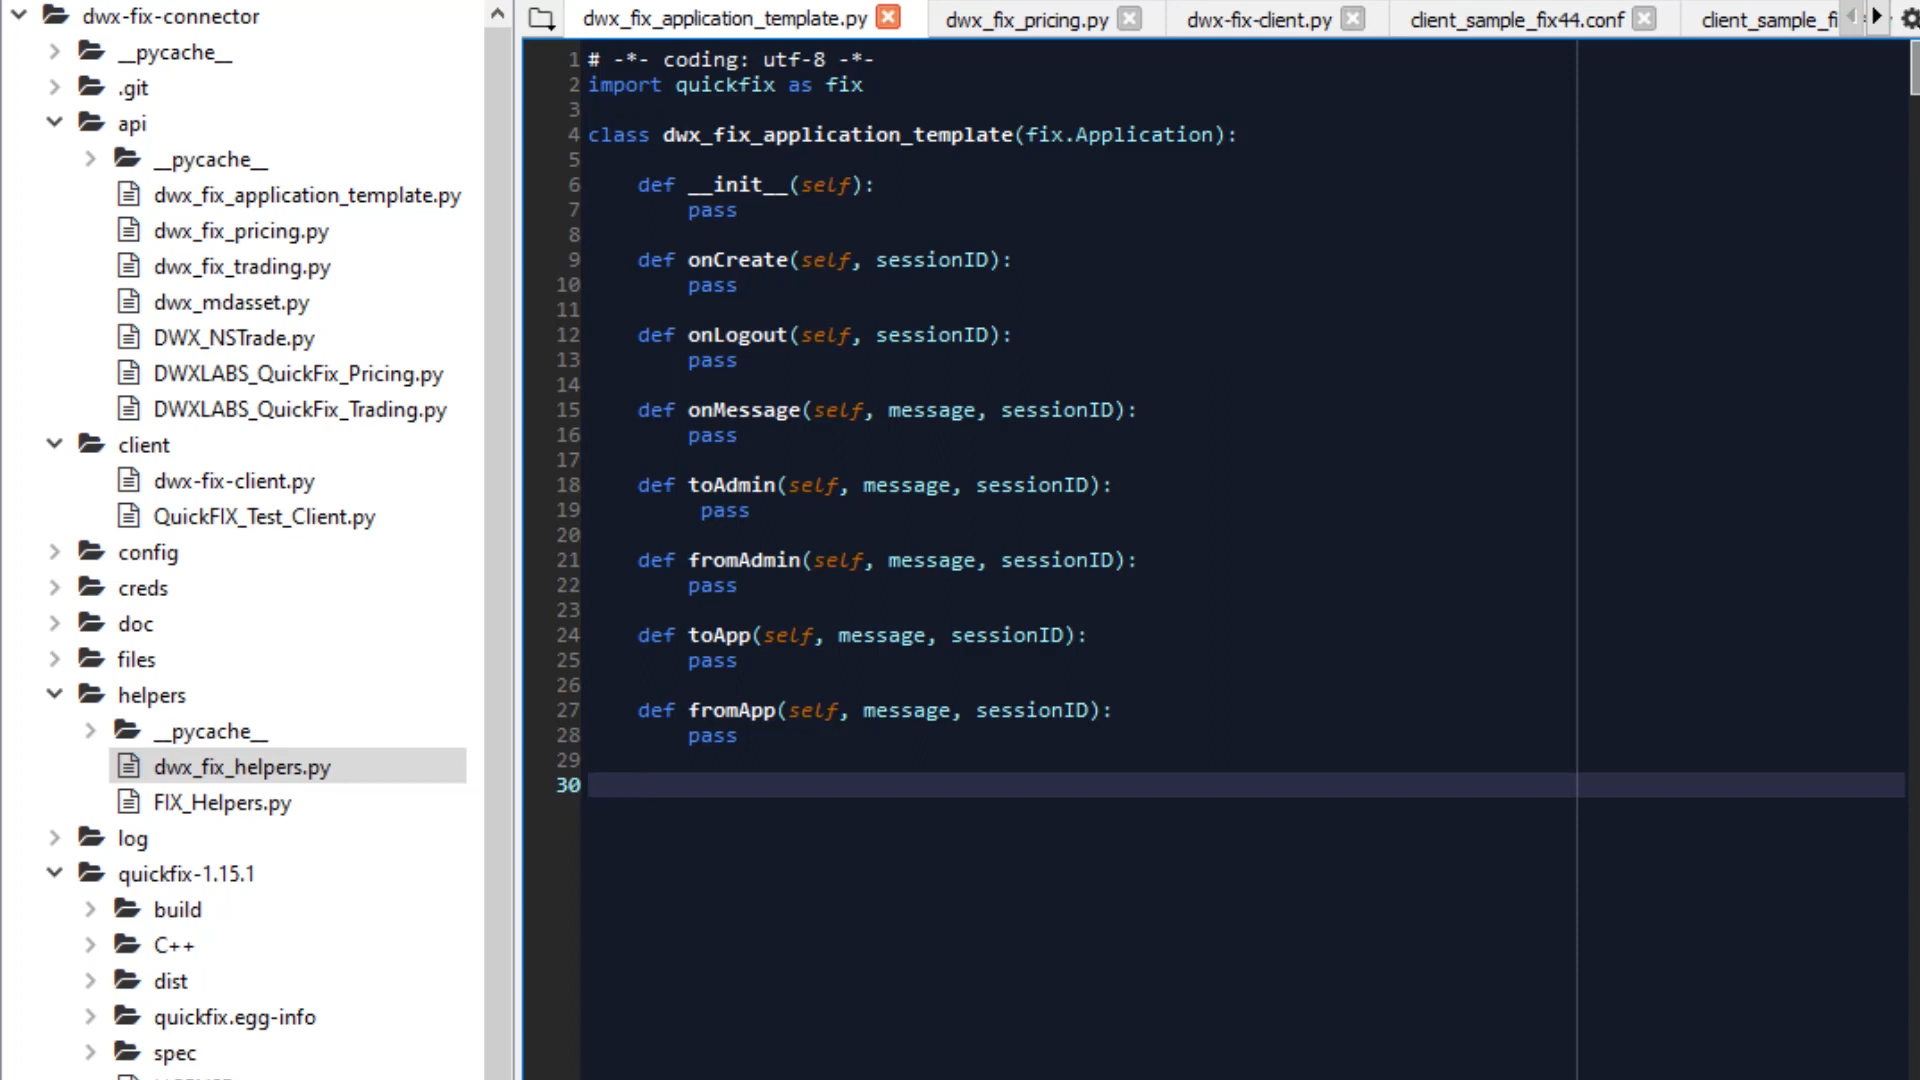 dwx-fix-connector
__pycache__
.git
api
__pycache__
dwx_fix_application_template.py
dwx_fix_pricing.py
dwx_fix_trading.py
dwx_mdasset.py
DWX_NSTrade.py
DWXLABS_QuickFix_Pricing.py
DWXLABS_QuickFix_Trading.py
client
dwx-fix-client.py
QuickFIX_Test_Client.py
config
creds
doc
files
helpers
__pycache__
dwx_fix_helpers.py
FIX_Helpers.py
log
quickfix-1.15.1
build
C++
dist
quickfix.egg-info
spec
dwx_fix_application_template.py dwx_fix_pricing.py dwx-fix-client.py client_sample_fix44.conf client_sample_fi
1 # -*- coding: utf-8 -*-
2 import quickfix as fix
3
4 class dwx_fix_application_template(fix.Application):
5
6 def __init__(self):
7 pass
8
9 def onCreate(self, sessionID):
10 pass
11
12 def onLogout(self, sessionID):
13 pass
14
15 def onMessage(self, message, sessionID):
16 pass
17
18 def toAdmin(self, message, sessionID):
19 pass
20
21 def fromAdmin(self, message, sessionID):
22 pass
23
24 def toApp(self, message, sessionID):
25 pass
26
27 def fromApp(self, message, sessionID):
28 pass
29
30